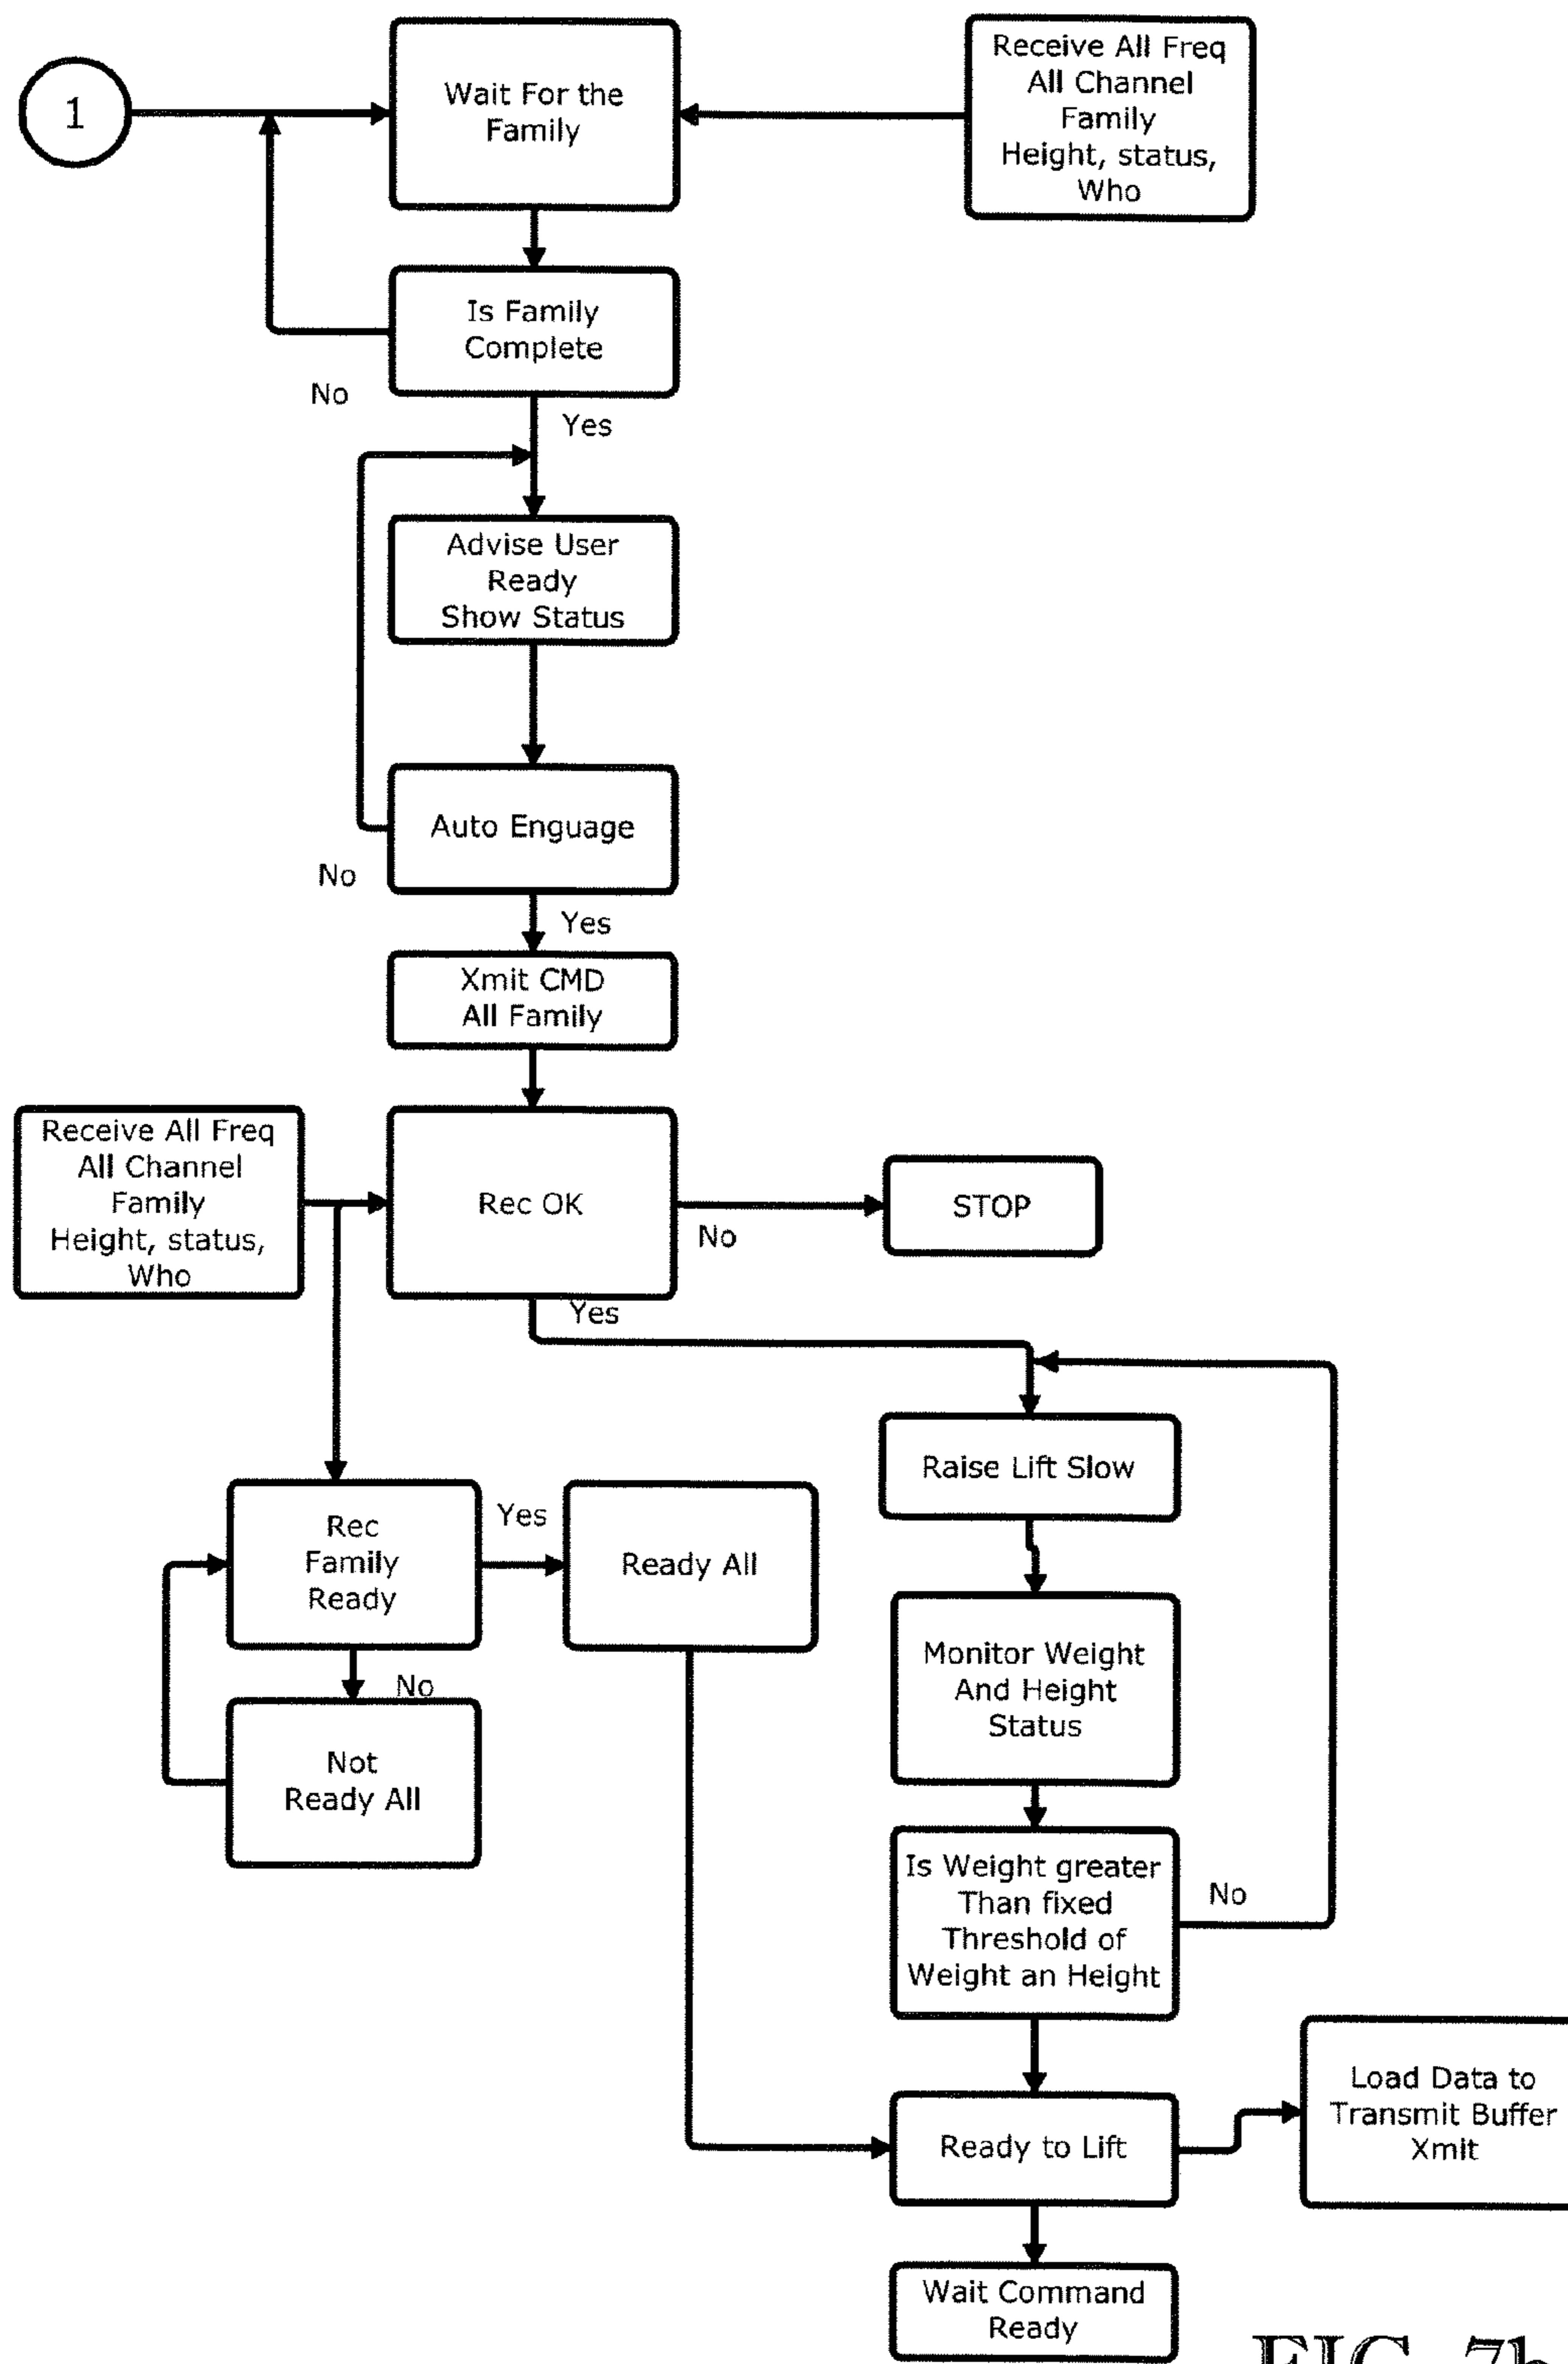 1
Wait For the
Family
Receive All Freq
All Channel
Family
Height, status,
Who
Is Family
Complete
No
Yes
Advise User
Ready
Show Status
Auto Enguage
No
Yes
Xmit CMD
All Family
Receive All Freq
All Channel
Family
Height, status,
Who
Rec OK
No
STOP
Yes
Raise Lift Slow
Rec
Family
Ready
Yes
Ready All
No
Not
Ready All
Monitor Weight
And Height
Status
Is Weight greater
Than fixed
Threshold of
Weight an Height
No
Ready to Lift
Load Data to
Transmit Buffer
Xmit
Wait Command
Ready
FIG. 7b